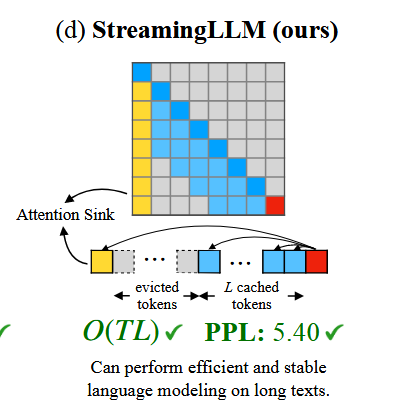 (d) StreamingLLM (ours)
Attention Sink
...
...
evicted
tokens
L cached
tokens
O(TL) ✓ PPL: 5.40 ✓
Can perform efficient and stable
language modeling on long texts.